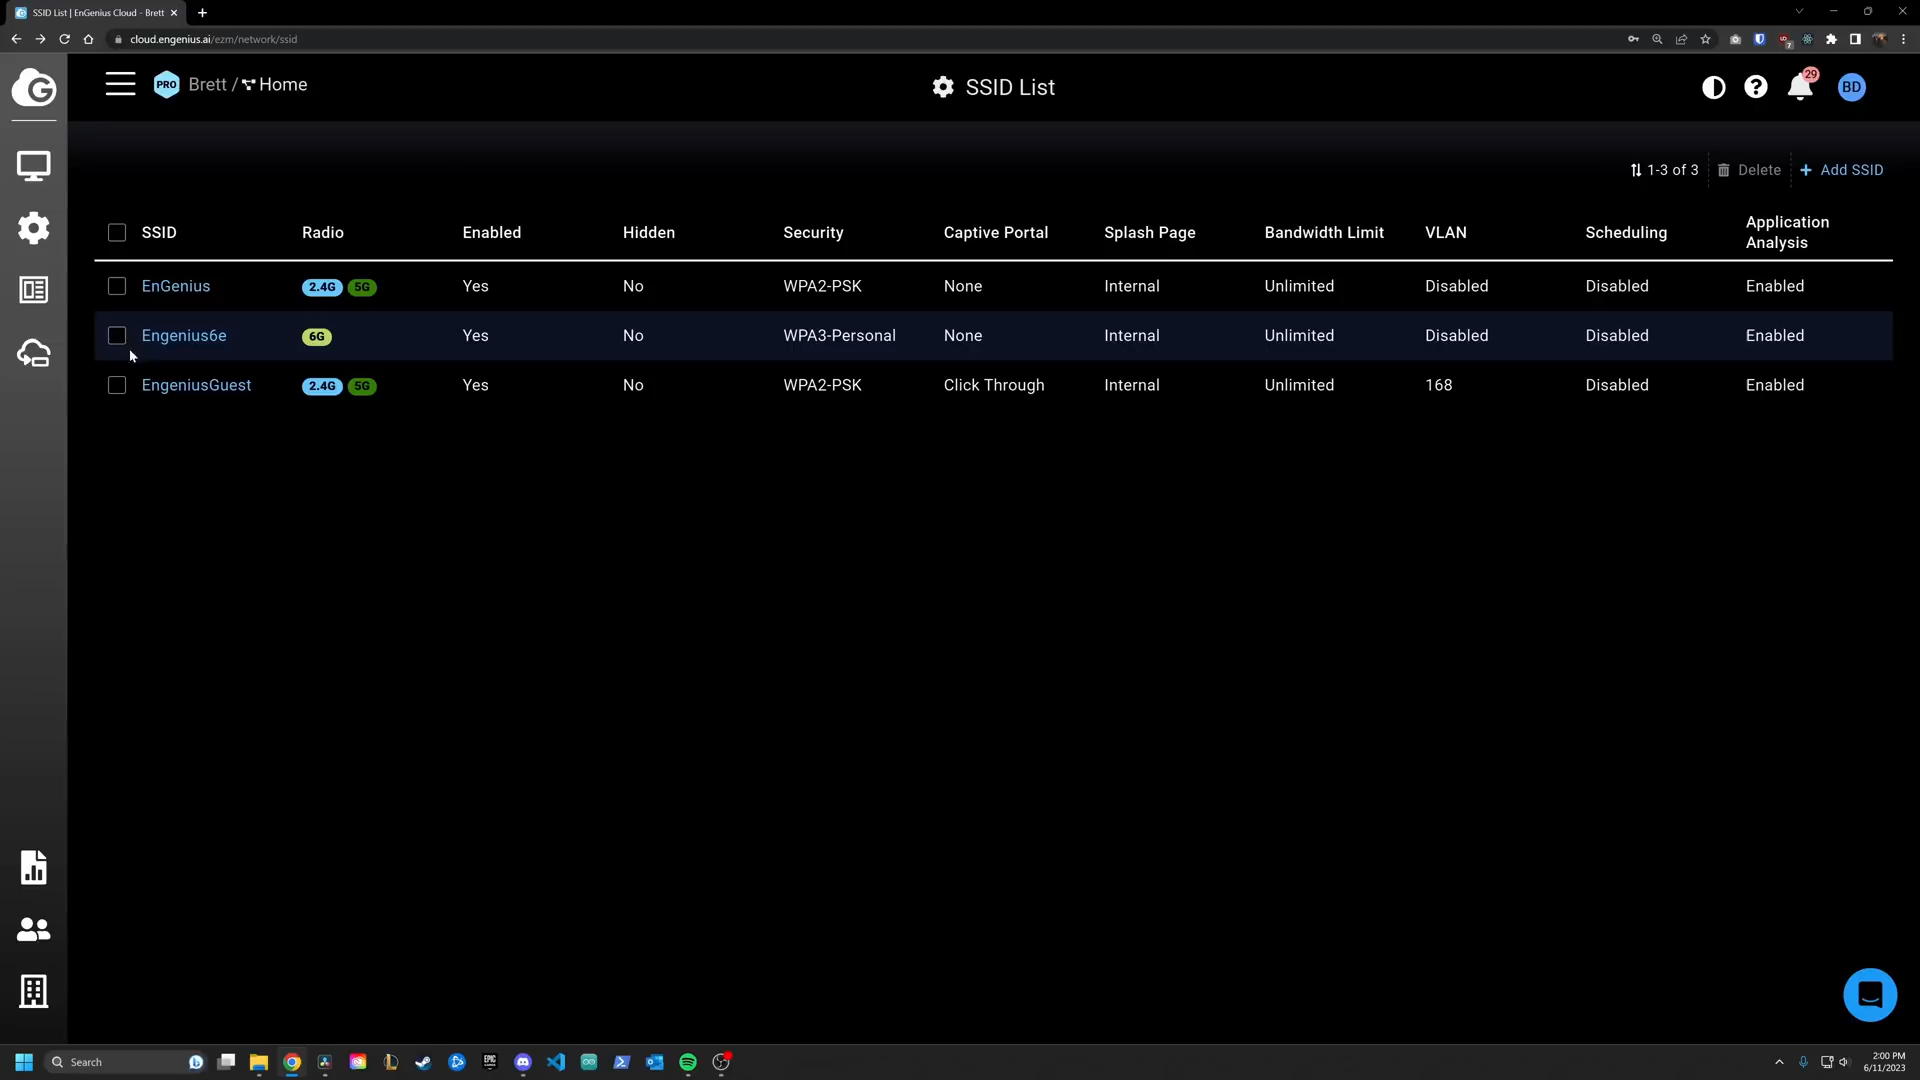 SSID List | EnGenius Cloud - Brett
cloud.engenius.ai/ezm/network/ssid
PRO Brett / Home
SSID List
29
BD
1-3 of 3 Delete + Add SSID
SSID Radio Enabled Hidden Security Captive Portal Splash Page Bandwidth Limit VLAN Scheduling Application Analysis
EnGenius 2.4G 5G Yes No WPA2-PSK None Internal Unlimited Disabled Disabled Enabled
Engenius6e 6G Yes No WPA3-Personal None Internal Unlimited Disabled Disabled Enabled
EngeniusGuest 2.4G 5G Yes No WPA2-PSK Click Through Internal Unlimited 168 Disabled Enabled
Search
EPIC
2:00 PM
6/11/2023